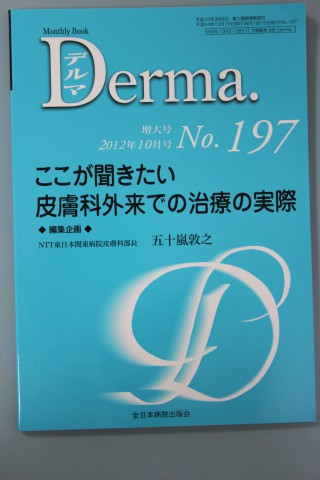 Monthly Book
デルマ
Derma.
増大号
2012年10月号 No. 197
ここが聞きたい
皮膚科外来での治療の実際
◆ 編集企画 ◆
NTT東日本関東病院皮膚科部長 五十嵐敦之
D
全日本病院出版会